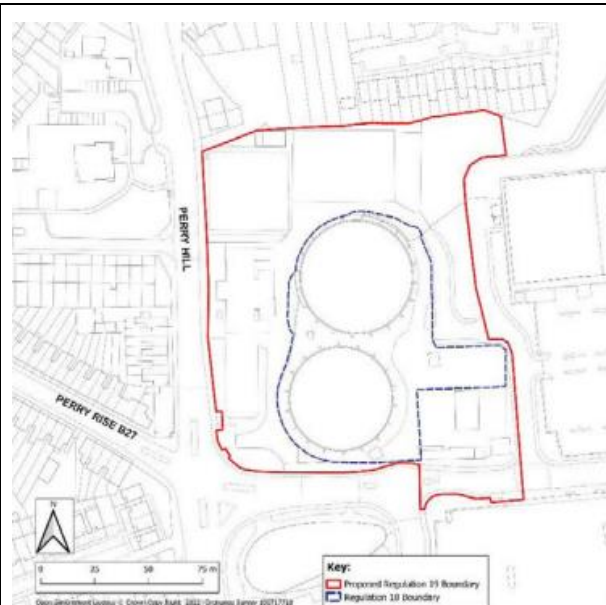 PERRY HILL
PERRY RISE B27
N
0 25 50 75 m
Key:
Proposed Regulation 19 Boundary
Regulation 18 Boundary